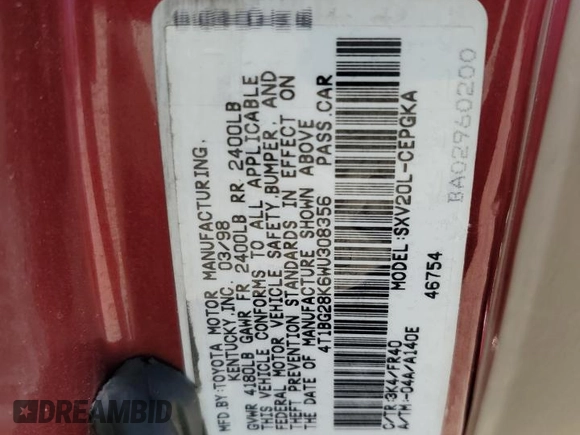 MFD.BY:TOYOTA MOTOR MANUFACTURING,
KENTUCKY,INC. 03/98
GVWR 4180LB GAWR FR 2400LB RR 2400LB
THIS VEHICLE CONFORMS TO ALL APPLICABLE
FEDERAL MOTOR VEHICLE SAFETY,BUMPER, AND
THEFT PREVENTION STANDARDS IN EFFECT ON
THE DATE OF MANUFACTURE SHOWN ABOVE
4T1BG28K6WU308356 PASS.CAR
C/TR:3K4/FR40 MODEL:SXV20L-CEPGKA
A/TM:-04A/A140E 46754
BA02960200
DREAMBID